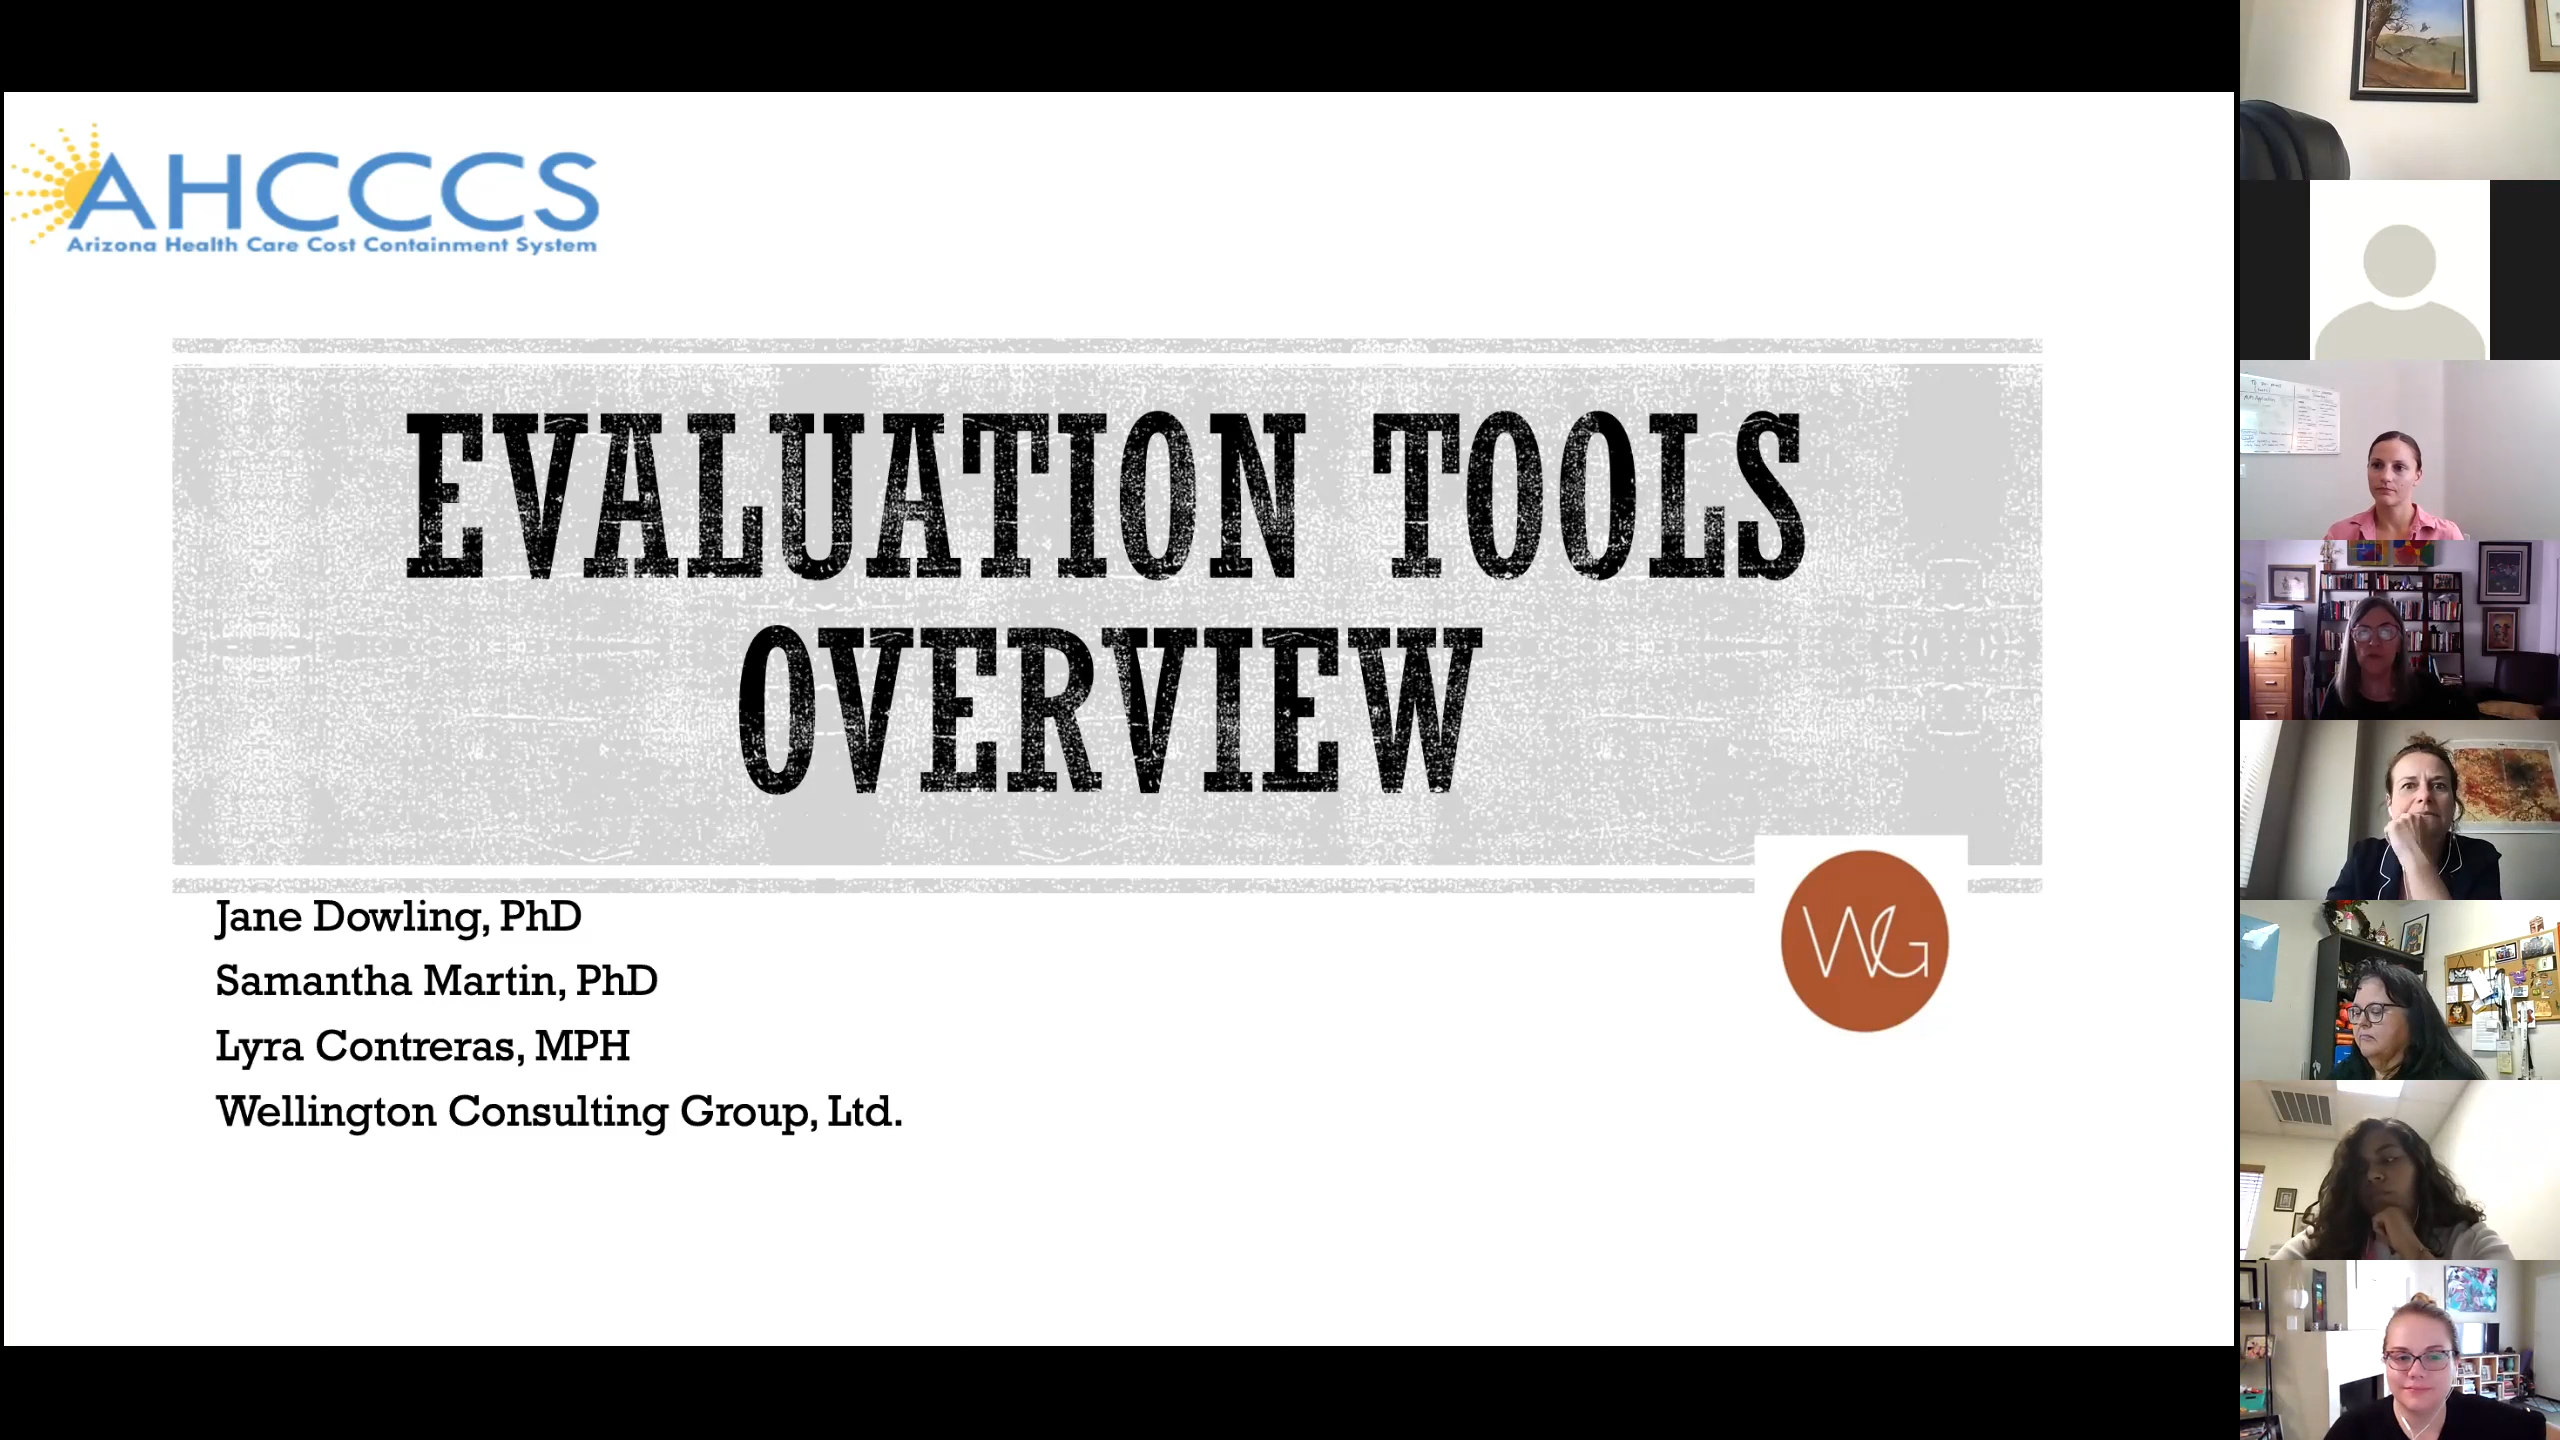 AHCCCS
Arizona Health Care Cost Containment System
EVALUATION TOOLS
OVERVIEW
WG
Jane Dowling, PhD
Samantha Martin, PhD
Lyra Contreras, MPH
Wellington Consulting Group, Ltd.